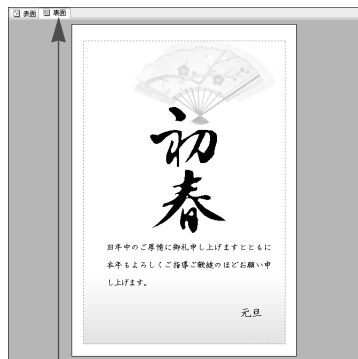 表面 裏面
初
春
旧年中のご厚情に御礼申し上げますとともに
本年もよろしくご指導ご鞭撻のほどお願い申
し上げます。
元旦